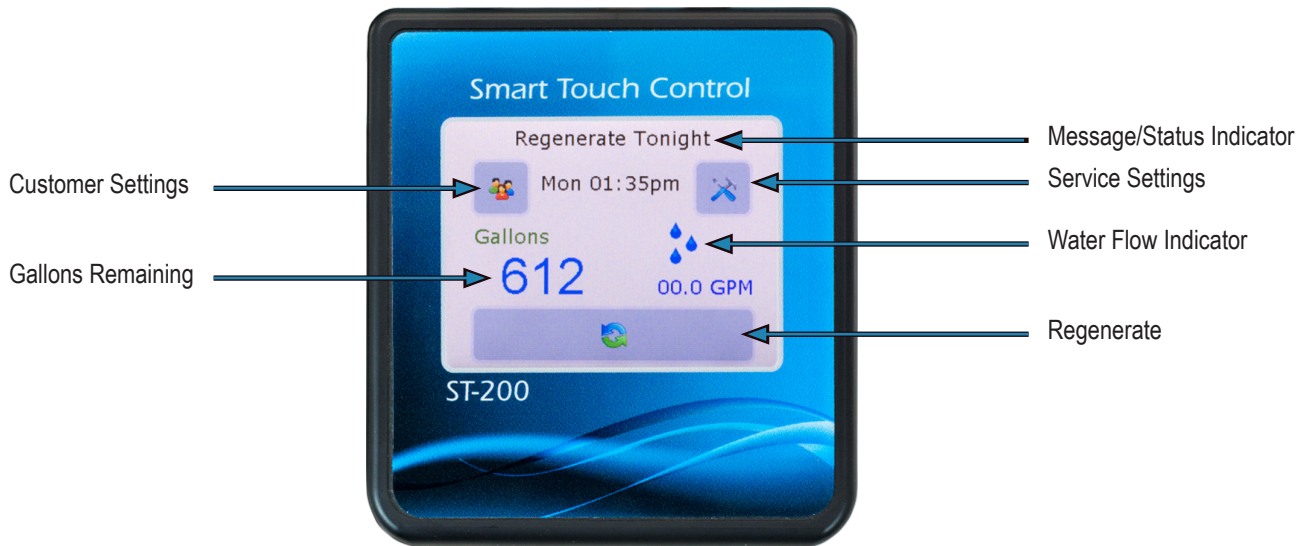 Smart Touch Control
Regenerate Tonight
Message/Status Indicator
Customer Settings
Mon 01:35pm
Service Settings
Gallons
Water Flow Indicator
Gallons Remaining
612
00.0 GPM
Regenerate
ST-200